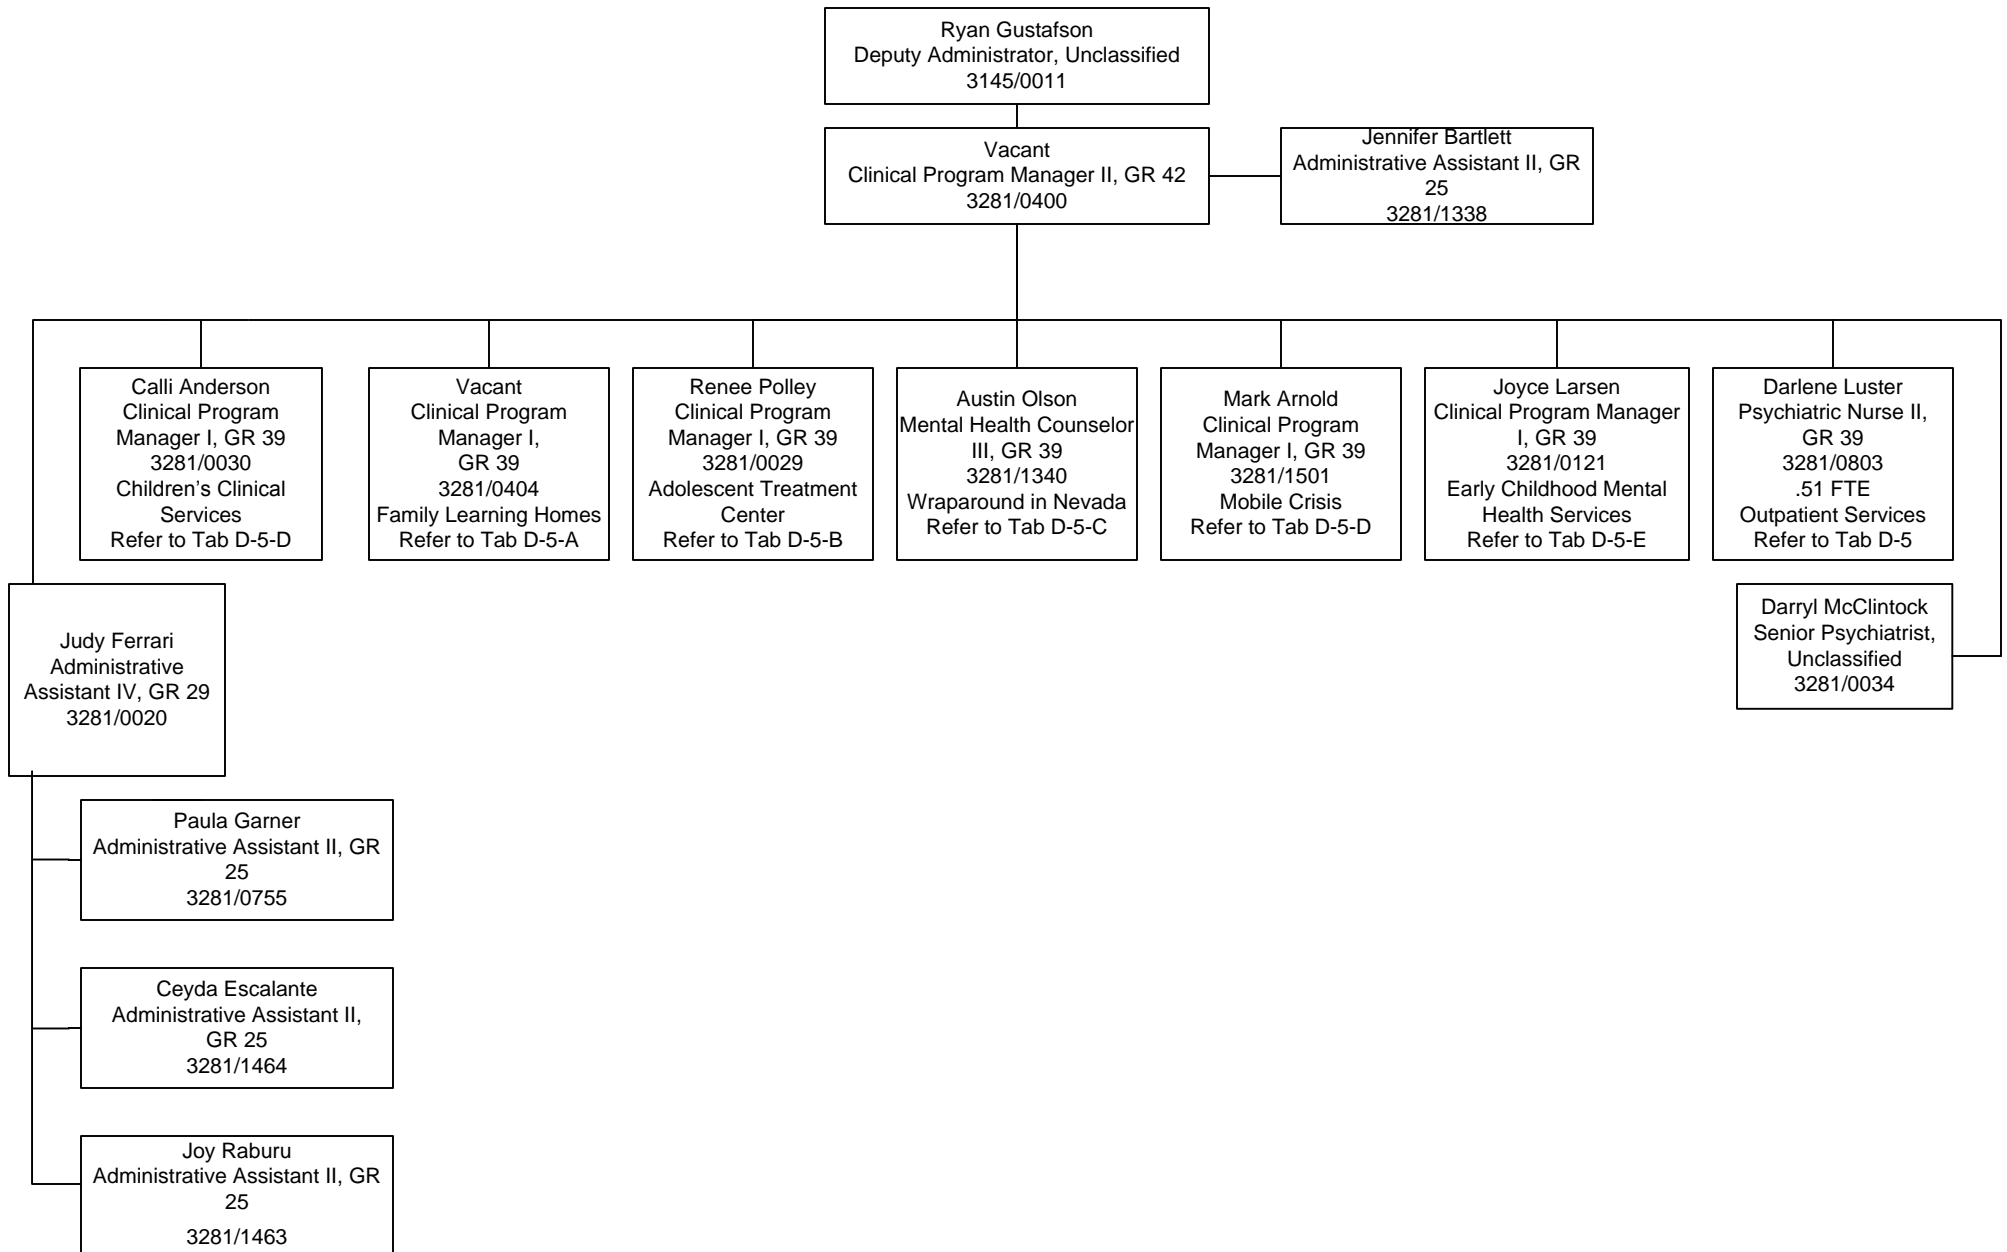 Ryan Gustafson
Deputy Administrator, Unclassified
3145/0011
Vacant
Clinical Program Manager II, GR 42
3281/0400
Jennifer Bartlett
Administrative Assistant II, GR
25
3281/1338
Calli Anderson
Clinical Program
Manager I, GR 39
3281/0030
Children’s Clinical
Services
Refer to Tab D-5-D
Vacant
Clinical Program
Manager I,
GR 39
3281/0404
Family Learning Homes
Refer to Tab D-5-A
Renee Polley
Clinical Program
Manager I, GR 39
3281/0029
Adolescent Treatment
Center
Refer to Tab D-5-B
Austin Olson
Mental Health Counselor
III, GR 39
3281/1340
Wraparound in Nevada
Refer to Tab D-5-C
Mark Arnold
Clinical Program
Manager I, GR 39
3281/1501
Mobile Crisis
Refer to Tab D-5-D
Joyce Larsen
Clinical Program Manager
I, GR 39
3281/0121
Early Childhood Mental
Health Services
Refer to Tab D-5-E
Darlene Luster
Psychiatric Nurse II,
GR 39
3281/0803
.51 FTE
Outpatient Services
Refer to Tab D-5
Judy Ferrari
Administrative
Assistant IV, GR 29
3281/0020
Darryl McClintock
Senior Psychiatrist,
Unclassified
3281/0034
Paula Garner
Administrative Assistant II, GR
25
3281/0755
Ceyda Escalante
Administrative Assistant II,
GR 25
3281/1464
Joy Raburu
Administrative Assistant II, GR
25
3281/1463